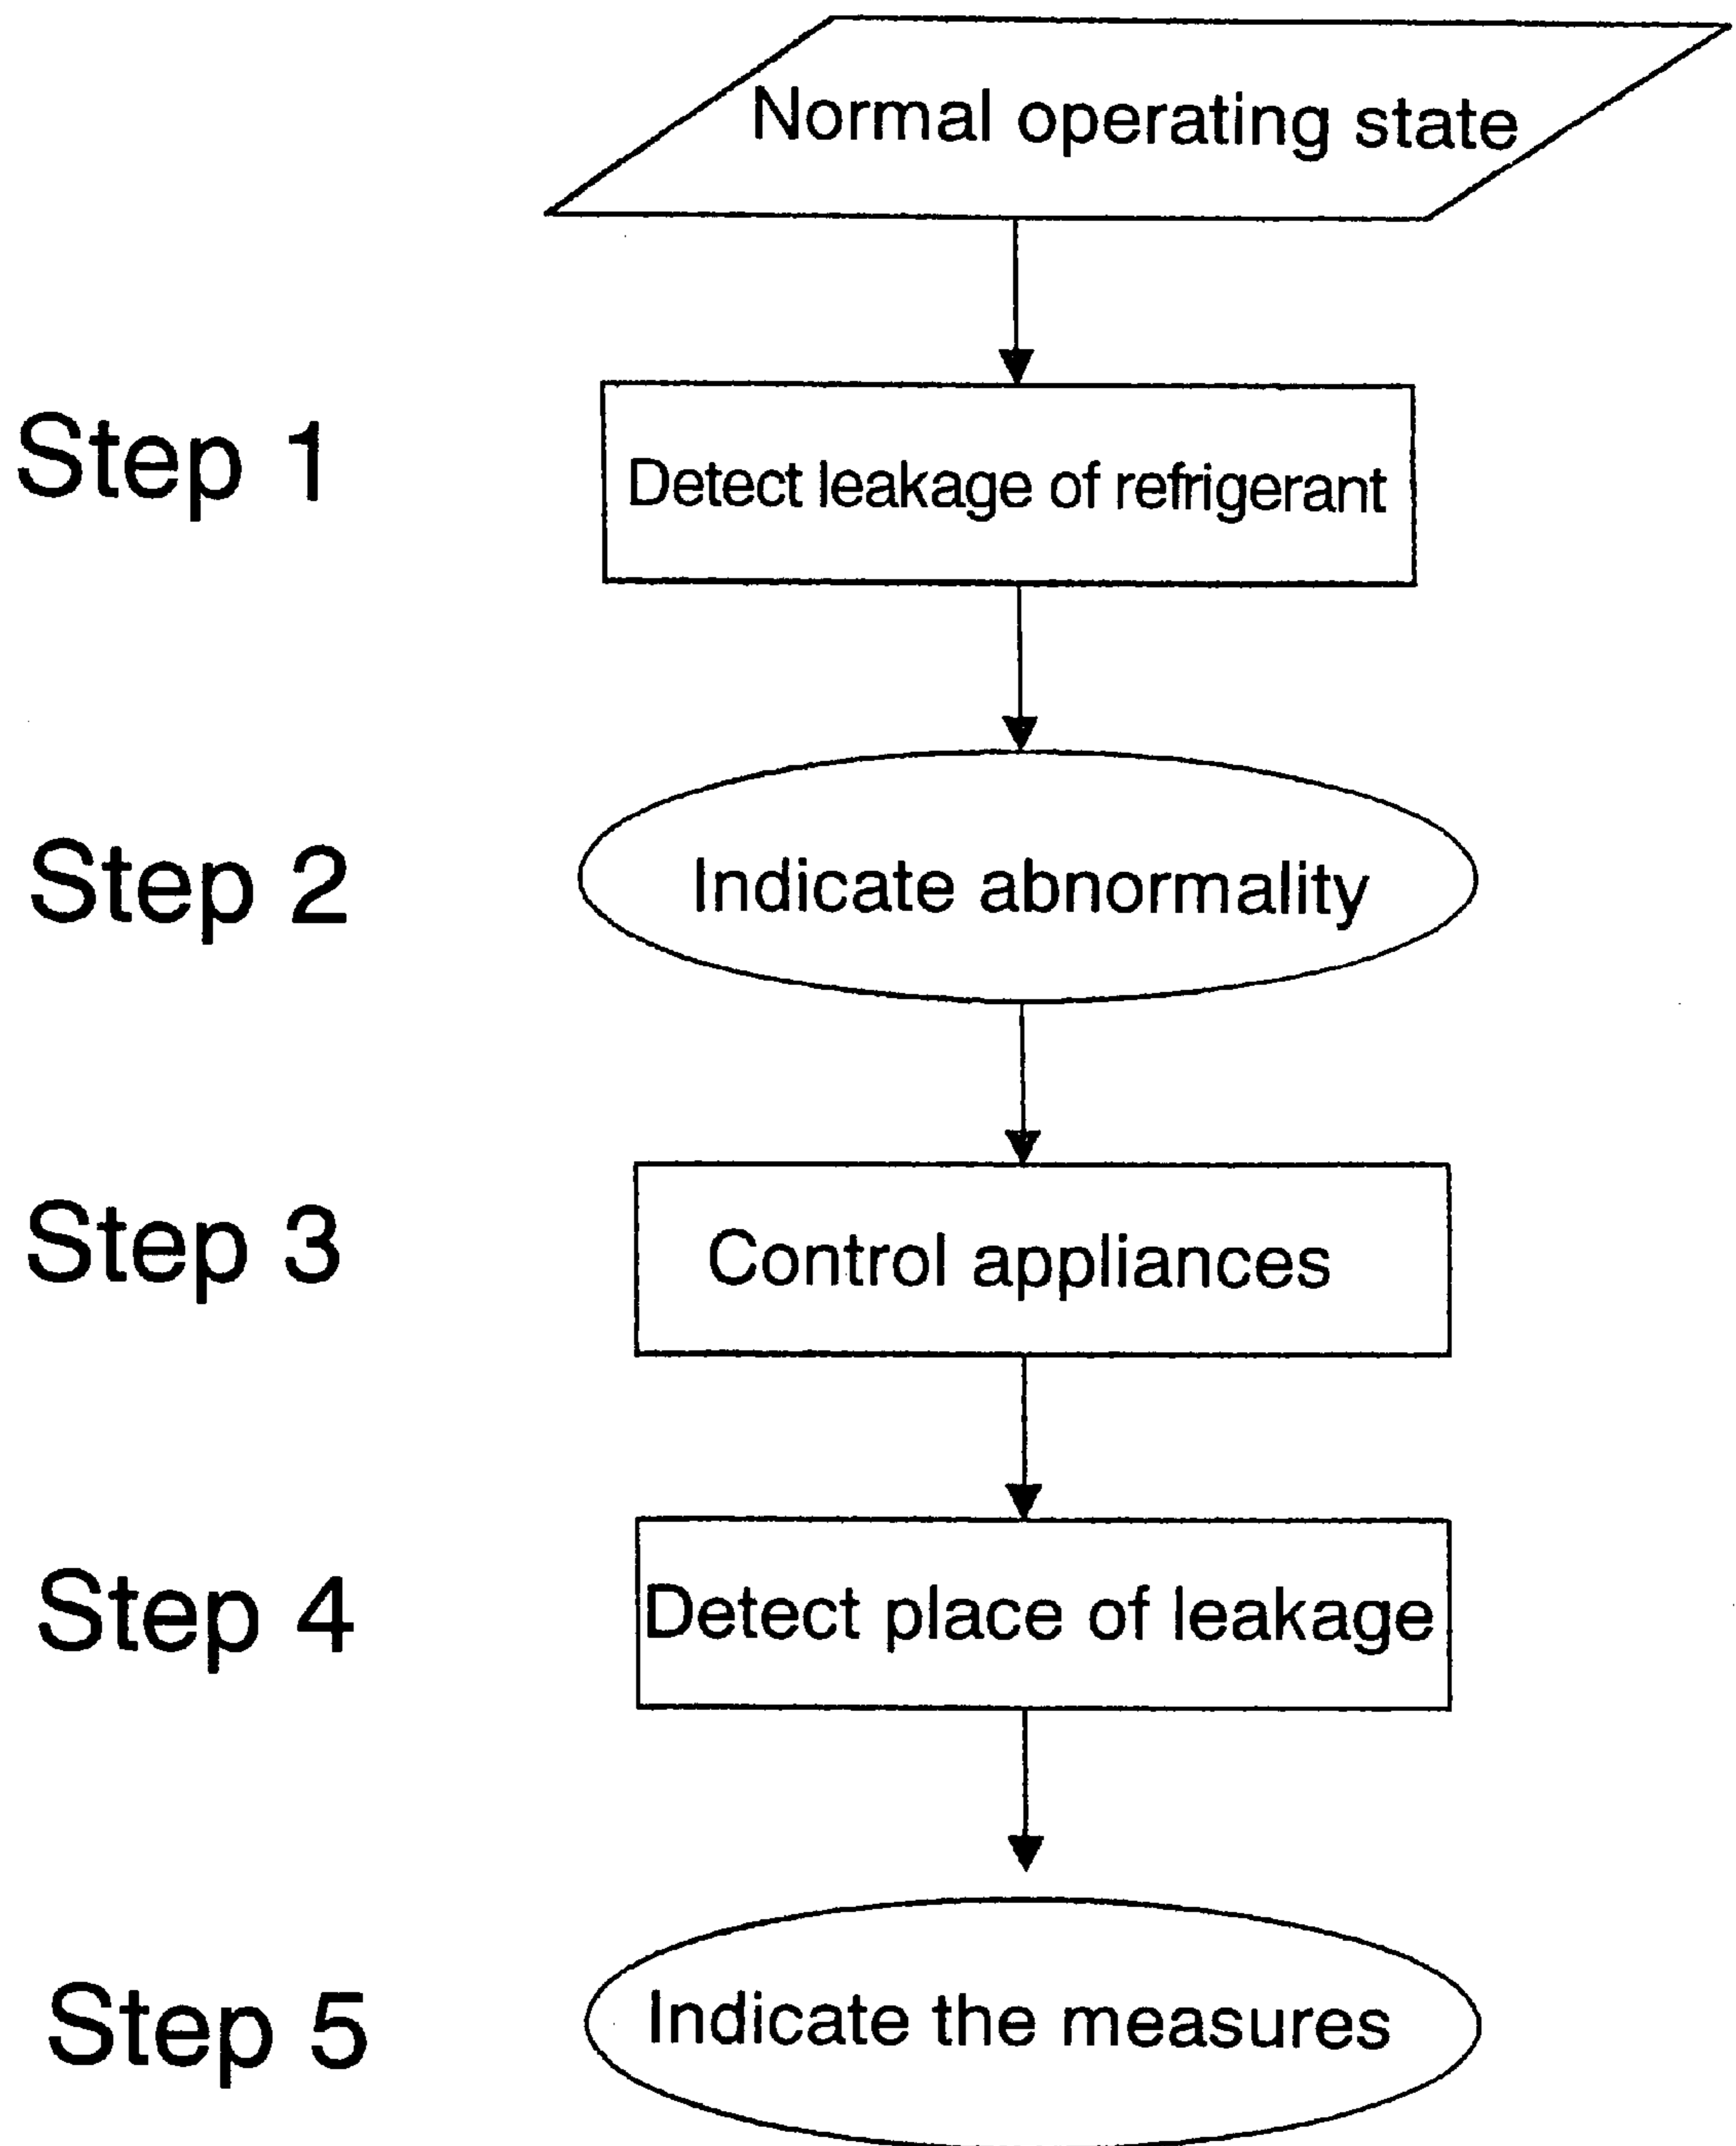 Normal operating state
Step 1
Detect leakage of refrigerant
Step 2
Indicate abnormality
Step 3
Control appliances
Step 4
Detect place of leakage
Step 5
Indicate the measures